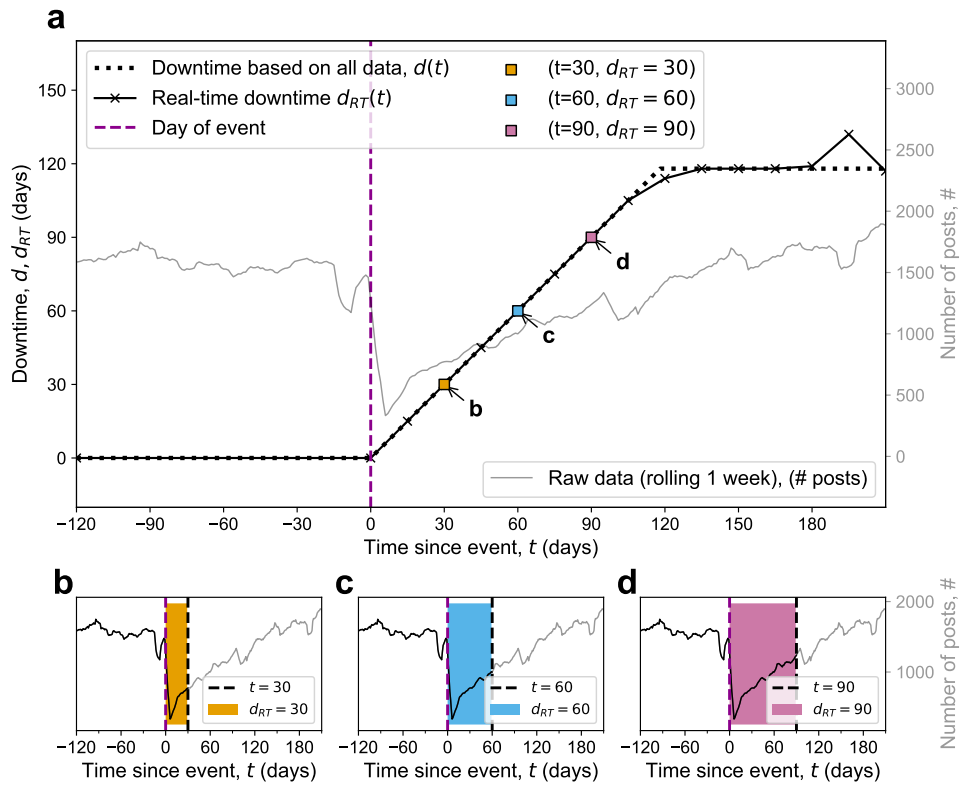 a
Downtime based on all data, d(t)
Real-time downtime d_RT(t)
Day of event
(t=30, d_RT = 30)
(t=60, d_RT = 60)
(t=90, d_RT = 90)
150
120
90
60
30
0
Downtime, d, d_RT (days)
3000
2500
2000
1500
1000
500
0
Number of posts, #
d
c
b
Raw data (rolling 1 week), (# posts)
−120 −90 −60 −30 0 30 60 90 120 150 180
Time since event, t (days)
b
t = 30
d_RT = 30
−120 −60 0 60 120 180
Time since event, t (days)
c
t = 60
d_RT = 60
−120 −60 0 60 120 180
Time since event, t (days)
d
t = 90
d_RT = 90
−120 −60 0 60 120 180
Time since event, t (days)
2000
1000
Number of posts, #